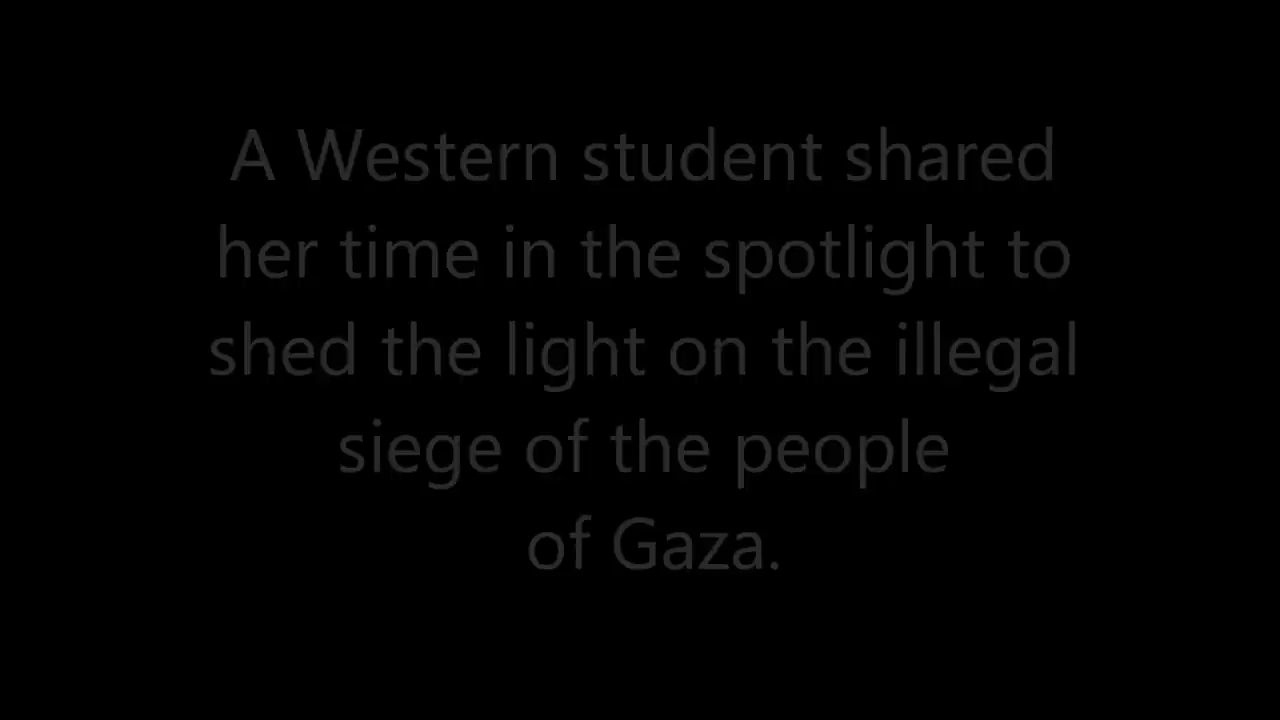 A Western student shared
her time in the spotlight to
shed the light on the illegal
siege of the people
of Gaza.